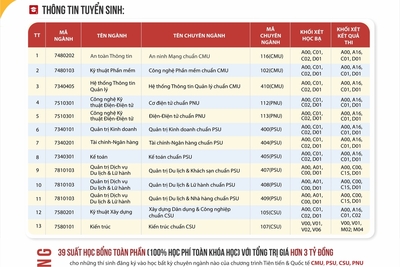 THÔNG TIN TUYỂN SINH:
TT MÃ NGÀNH TÊN NGÀNH TÊN CHUYÊN NGÀNH MÃ CHUYÊN NGÀNH KHỐI XÉT HỌC BẠ KHỐI XÉT KẾT QUẢ THI
1 7480202 An toàn Thông tin An ninh Mạng chuẩn CMU 116(CMU) A00, C01, C02, D01 A00, A16, C01, D01
2 7480103 Kỹ thuật Phần mềm Công nghệ Phần mềm chuẩn CMU 102(CMU) A00, C01, C02, D01 A00, A16, C01, D01
3 7340405 Hệ thống Thông tin Quản lý Hệ thống Thông tin Quản lý chuẩn CMU 410(CMU) A00, C01, C02, D01 A00, A16, C01, D01
4 7510301 Công nghệ Kỹ thuật Điện-Điện tử Cơ điện tử chuẩn PNU 112(PNU) A00, C01, C02, D01 A00, A16, C01, D01
5 7510301 Công nghệ Kỹ thuật Điện-Điện tử Điện-Điện tử chuẩn PNU 113(PNU) A00, C01, C02, D01 A00, A16, C01, D01
6 7340101 Quản trị Kinh doanh Quản trị Kinh doanh chuẩn PSU 400(PSU) A00, C01, C02, D01 A00, A16, C01, D01
7 7340201 Tài chính-Ngân hàng Tài chính-Ngân hàng chuẩn PSU 404(PSU) A00, C01, C02, D01 A00, A16, C01, D01
8 7340301 Kế toán Kế toán chuẩn PSU 405(PSU) A00, C01, C02, D01 A00, A16, C01, D01
9 7810103 Quản trị Dịch vụ Du lịch & Lữ hành Quản trị Du lịch & Khách sạn chuẩn PSU 407(PSU) A00, A01, C01, D01 A00, C00, C15, D01
10 7810103 Quản trị Dịch vụ Du lịch & Lữ hành Quản trị Du lịch & Lữ hành chuẩn PSU 408(PSU) A00, A01, C01, D01 A00, C00, C15, D01
11 7810103 Quản trị Dịch vụ Du lịch & Lữ hành Quản trị Du lịch & Nhà hàng chuẩn PSU 409(PSU) A00, A01, C01, D01 A00, C00, C15, D01
12 7580201 Kỹ thuật Xây dựng Xây dựng Dân dụng & Công nghiệp chuẩn CSU 105(CSU) A00, C01, C02, D01 A00, A16, C01, D01
13 7580101 Kiến trúc Kiến trúc chuẩn CSU 107(CSU) V00, V01, V02, V06 V00, V01, M02, M04
39 SUẤT HỌC BỔNG TOÀN PHẦN (100% HỌC PHÍ TOÀN KHÓA HỌC) VỚI TỔNG TRỊ GIÁ HƠN 3 TỶ ĐỒNG
cho những thí sinh đăng ký vào học bất kỳ chuyên ngành nào của chương trình Tiên tiến & Quốc tế CMU, PSU, CSU, PNU